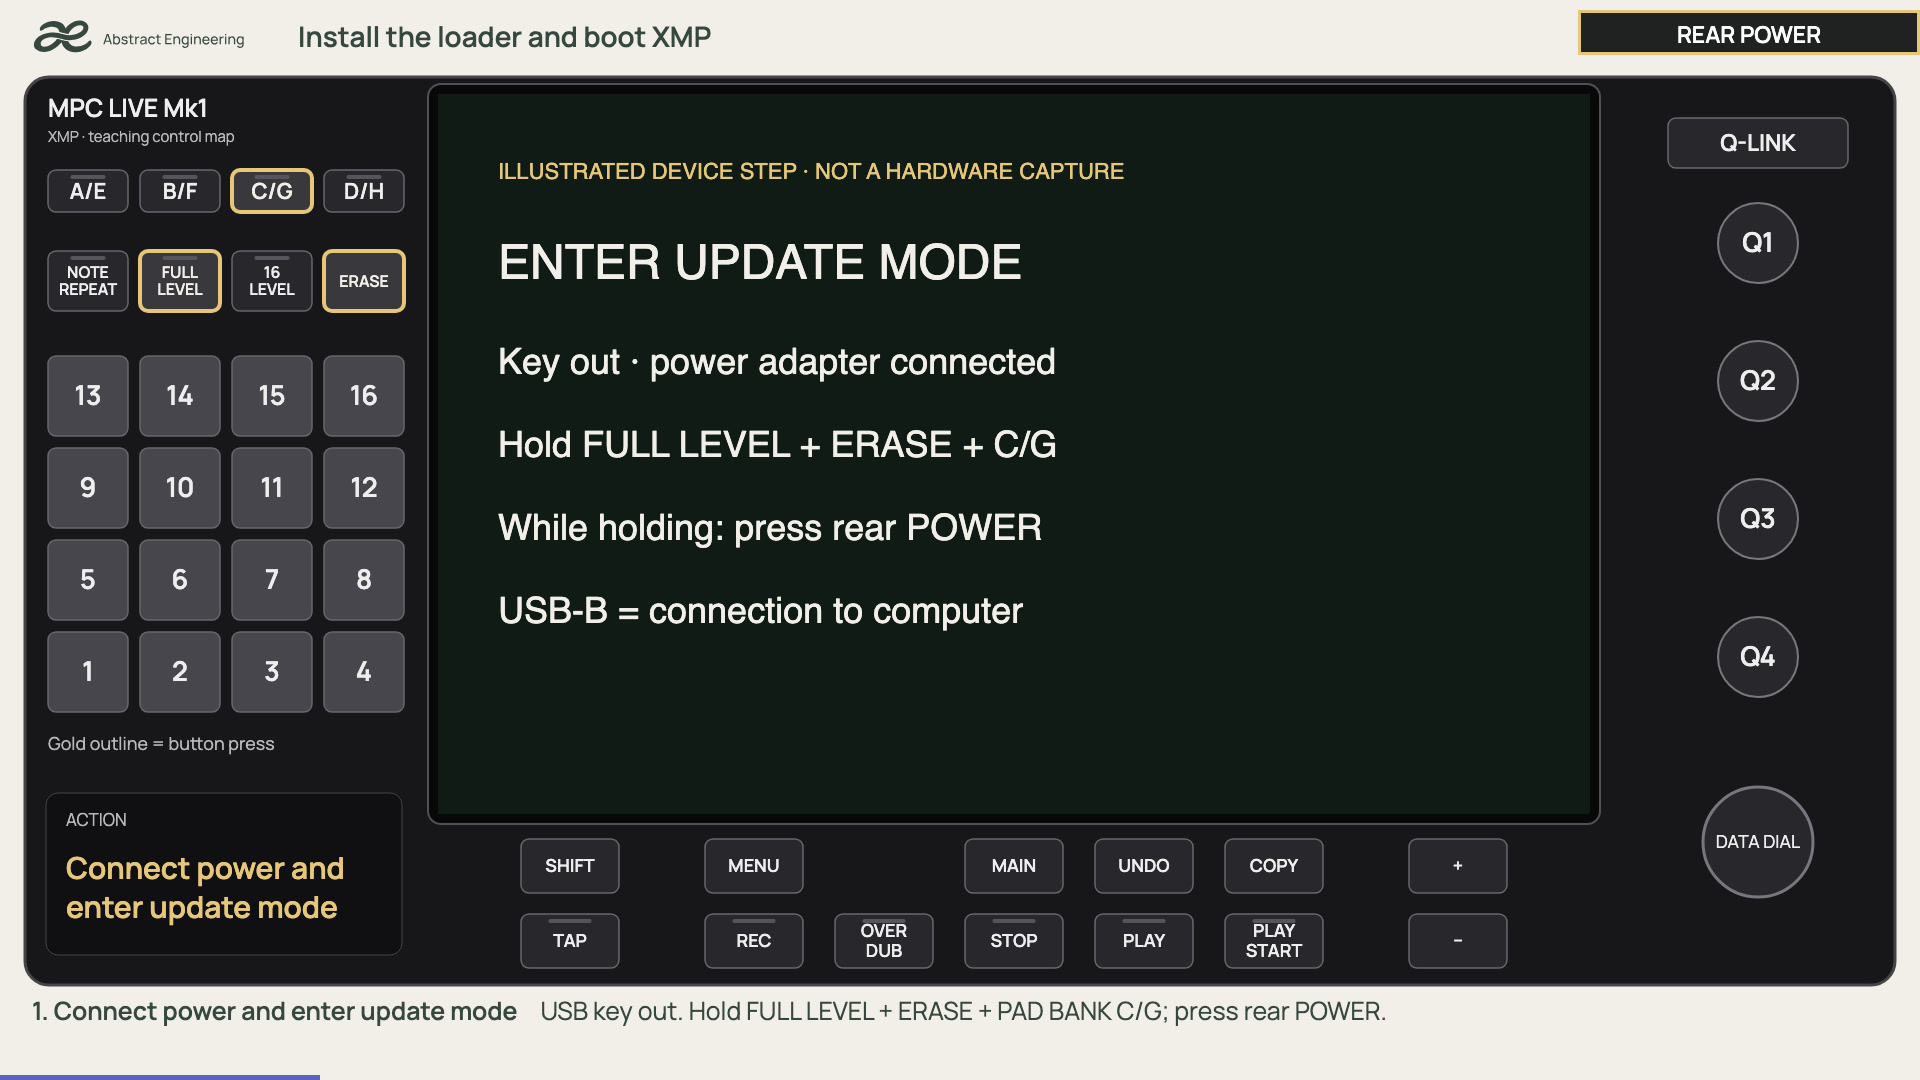 Abstract Engineering
Install the loader and boot XMP
REAR POWER
MPC LIVE Mk1
XMP · teaching control map
A/E
B/F
C/G
D/H
NOTE
REPEAT
FULL
LEVEL
16
LEVEL
ERASE
13
14
15
16
9
10
11
12
5
6
7
8
1
2
3
4
Gold outline = button press
ACTION
Connect power and
enter update mode
ILLUSTRATED DEVICE STEP · NOT A HARDWARE CAPTURE
ENTER UPDATE MODE
Key out · power adapter connected
Hold FULL LEVEL + ERASE + C/G
While holding: press rear POWER
USB-B = connection to computer
Q-LINK
Q1
Q2
Q3
Q4
DATA DIAL
SHIFT
MENU
MAIN
UNDO
COPY
+
TAP
REC
OVER
DUB
STOP
PLAY
PLAY
START
−
1. Connect power and enter update mode USB key out. Hold FULL LEVEL + ERASE + PAD BANK C/G; press rear POWER.